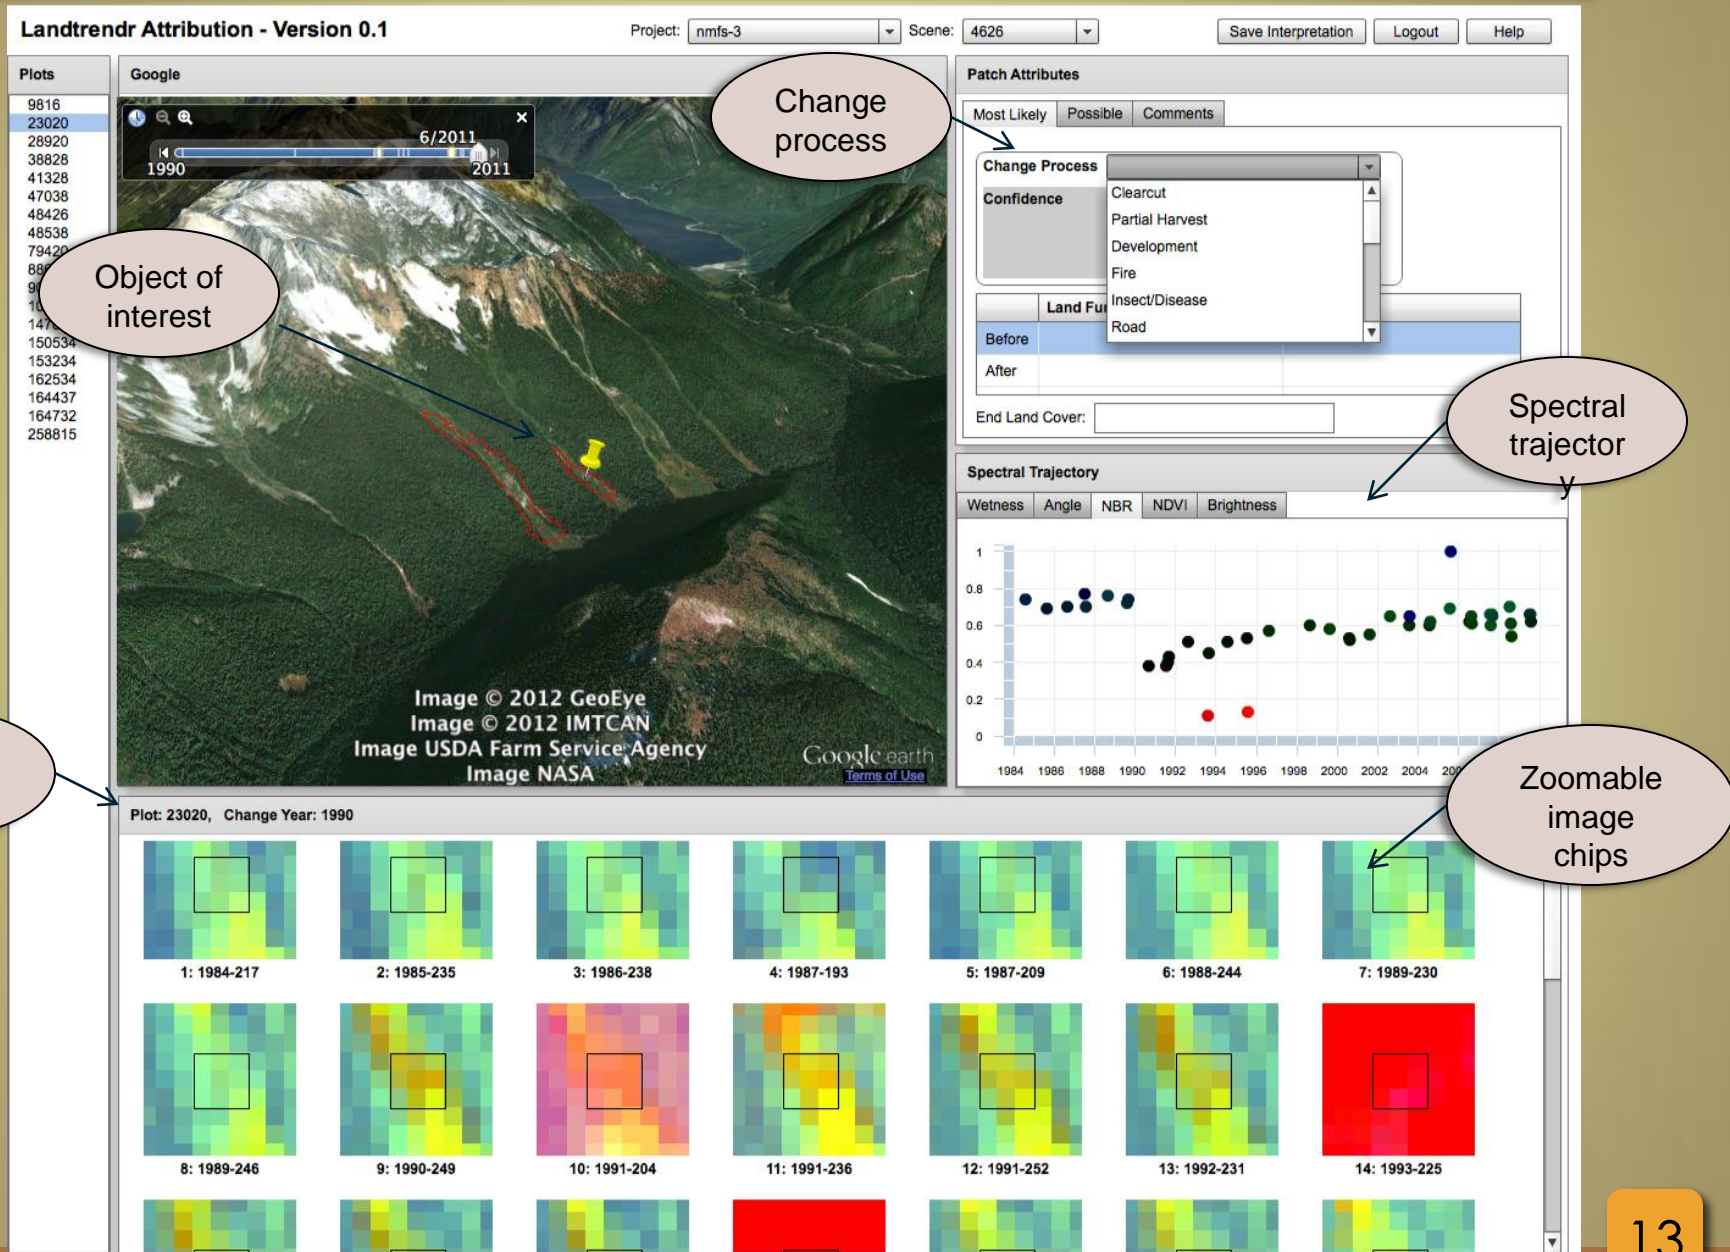 Landtrendr Attribution - Version 0.1
Project: nmfs-3 Scene: 4626
Save Interpretation Logout Help
Plots
9816
23020
28920
38828
41328
47038
48426
48538
79420
150534
153234
162534
164437
164732
258815
Google
6/2011
1990 2011
Object of
interest
Image © 2012 GeoEye
Image © 2012 IMTCAN
Image USDA Farm Service Agency
Image NASA
Google earth
Terms of Use
Change
process
Patch Attributes
Most Likely Possible Comments
Change Process
Confidence
Clearcut
Partial Harvest
Development
Fire
Insect/Disease
Road
Land
Before
After
End Land Cover:
Spectral
trajector
y
Spectral Trajectory
Wetness Angle NBR NDVI Brightness
1
0.8
0.6
0.4
0.2
0
1984 1986 1988 1990 1992 1994 1996 1998 2000 2002 2004
Zoomable
image
chips
Plot: 23020, Change Year: 1990
1: 1984-217 2: 1985-235 3: 1986-238 4: 1987-193 5: 1987-209 6: 1988-244 7: 1989-230
8: 1989-246 9: 1990-249 10: 1991-204 11: 1991-236 12: 1991-252 13: 1992-231 14: 1993-225
13